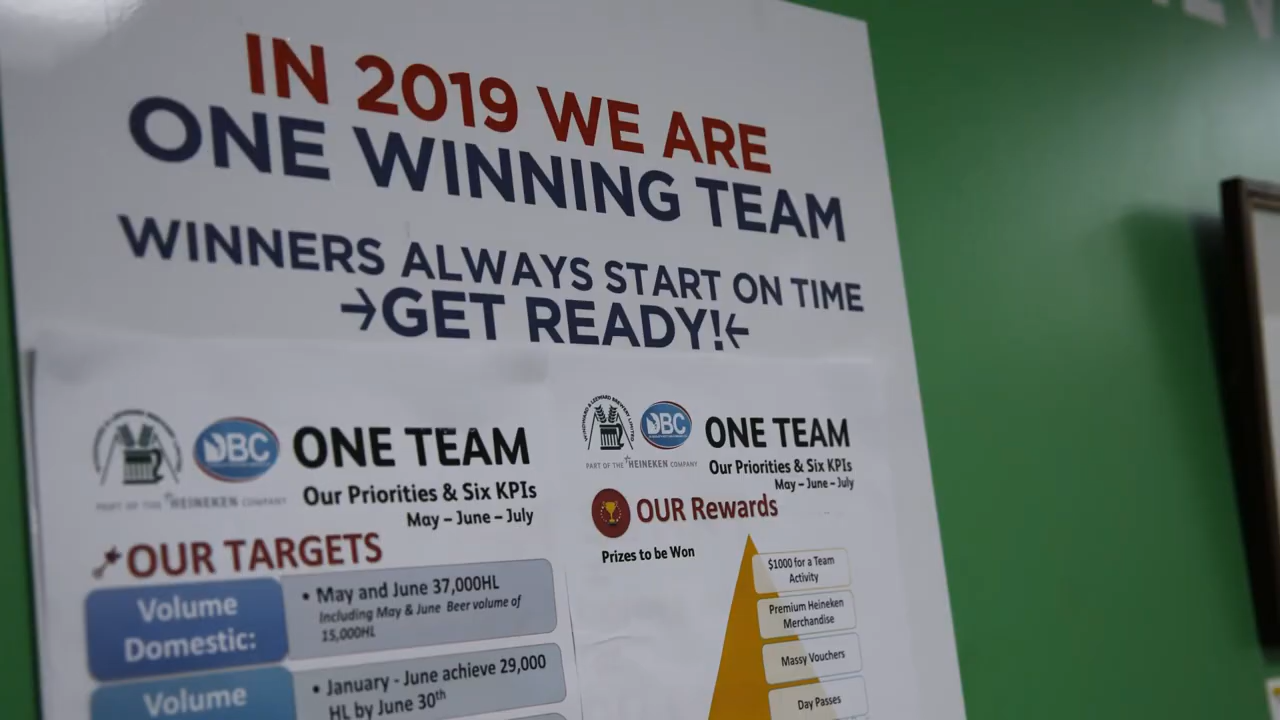 IN 2019 WE ARE
ONE WINNING TEAM
WINNERS ALWAYS START ON TIME
→GET READY!←
DBC
PART OF THE HEINEKEN COMPANY
ONE TEAM
Our Priorities & Six KPIs
May – June – July
OUR TARGETS
Volume
Domestic:
• May and June 37,000HL
Including May & June Beer volume of
15,000HL
Volume
• January - June achieve 29,000
HL by June 30th
WINDWARD & LEEWARD BREWERY LIMITED
DBC
PART OF THE HEINEKEN COMPANY
ONE TEAM
Our Priorities & Six KPIs
May – June – July
OUR Rewards
Prizes to be Won
$1000 for a Team
Activity
Premium Heineken
Merchandise
Massy Vouchers
Day Passes